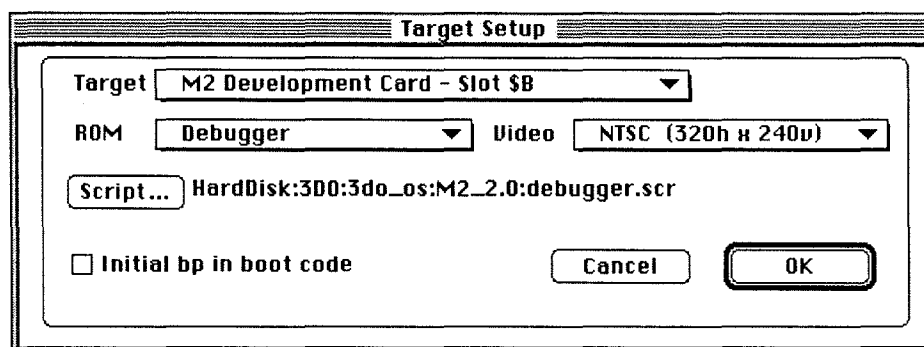 Target Setup
Target M2 Development Card - Slot $B
ROM Debugger Video NTSC (320h x 240v)
Script... HardDisk:3DO:3do_os:M2_2.0:debugger.scr
Initial bp in boot code Cancel OK